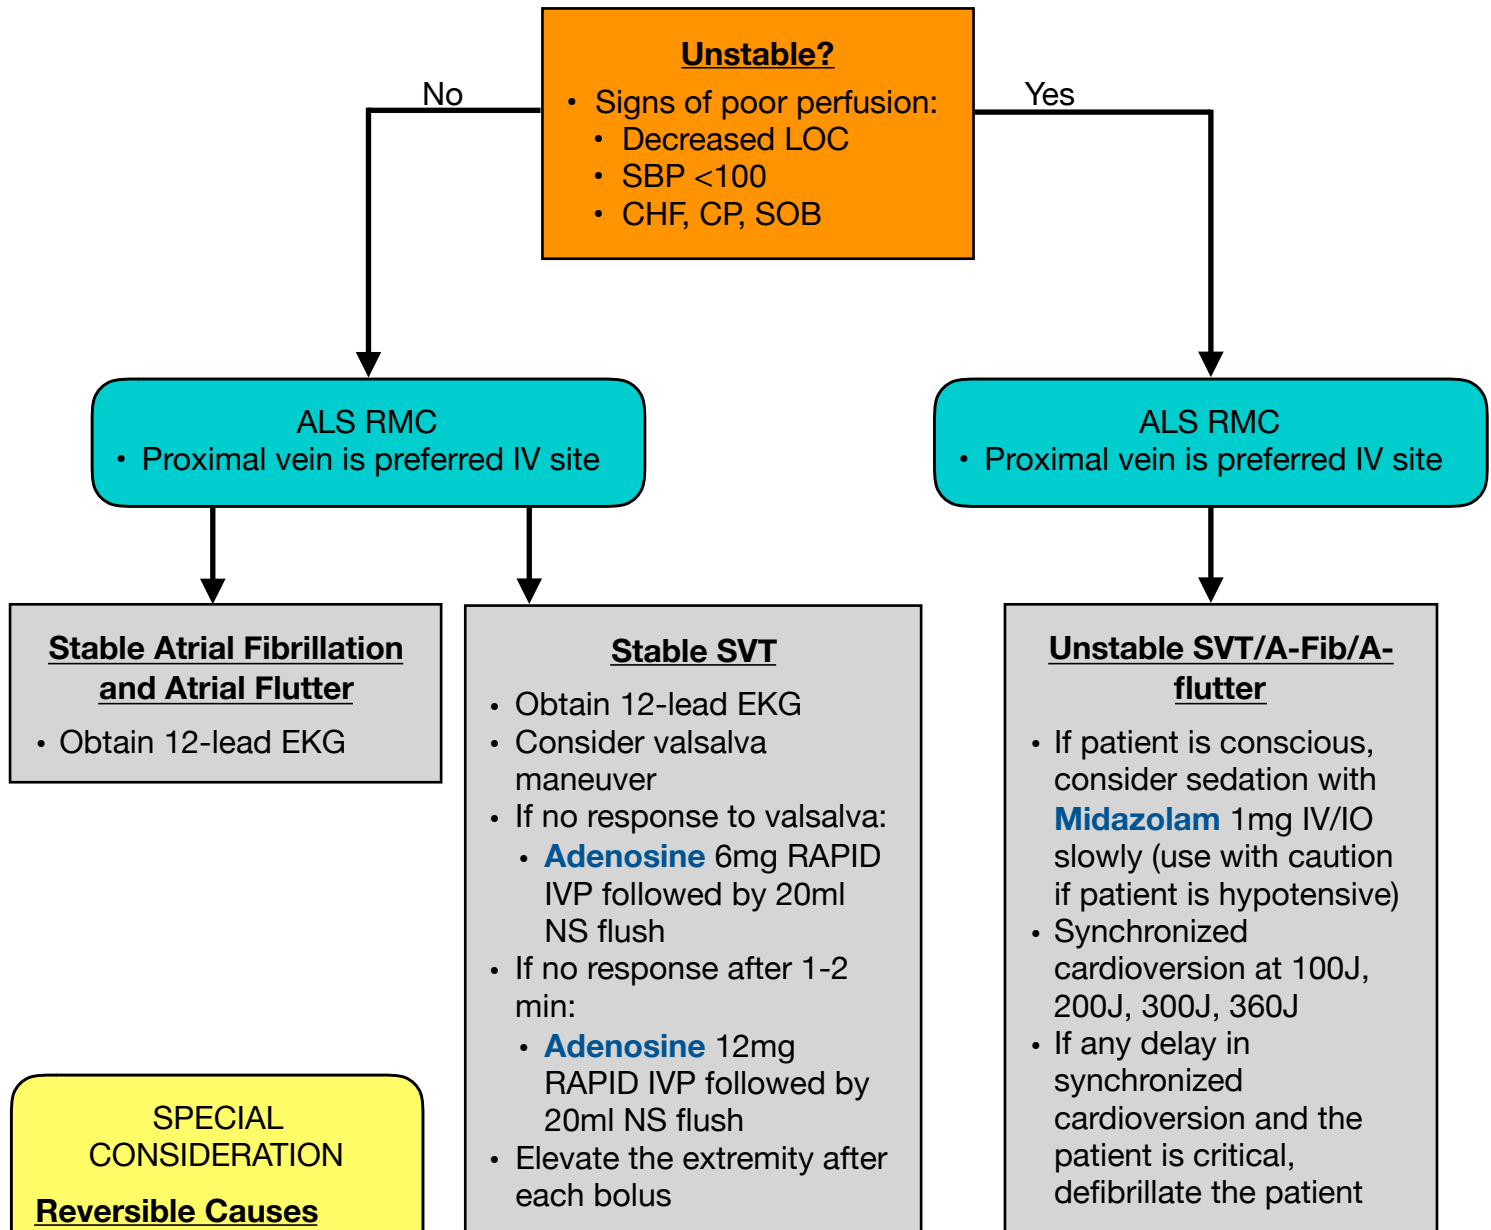 Unstable?
No
Yes
• Signs of poor perfusion:
• Decreased LOC
• SBP <100
• CHF, CP, SOB
ALS RMC
• Proximal vein is preferred IV site
ALS RMC
• Proximal vein is preferred IV site
Stable Atrial Fibrillation
and Atrial Flutter
• Obtain 12-lead EKG
Stable SVT
• Obtain 12-lead EKG
• Consider valsalva
maneuver
• If no response to valsalva:
• Adenosine 6mg RAPID
IVP followed by 20ml
NS flush
• If no response after 1-2
min:
• Adenosine 12mg
RAPID IVP followed by
20ml NS flush
• Elevate the extremity after
each bolus
Unstable SVT/A-Fib/A-
flutter
• If patient is conscious,
consider sedation with
Midazolam 1mg IV/IO
slowly (use with caution
if patient is hypotensive)
• Synchronized
cardioversion at 100J,
200J, 300J, 360J
• If any delay in
synchronized
cardioversion and the
patient is critical,
defibrillate the patient
SPECIAL
CONSIDERATION
Reversible Causes